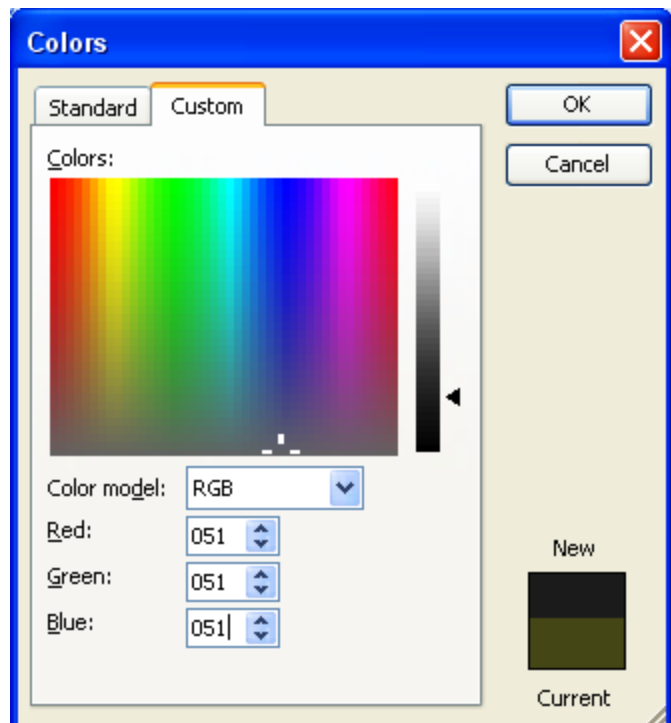 Colors
Standard
Custom
OK
Cancel
Colors:
Color model:
RGB
Red:
051
Green:
051
Blue:
051
New
Current